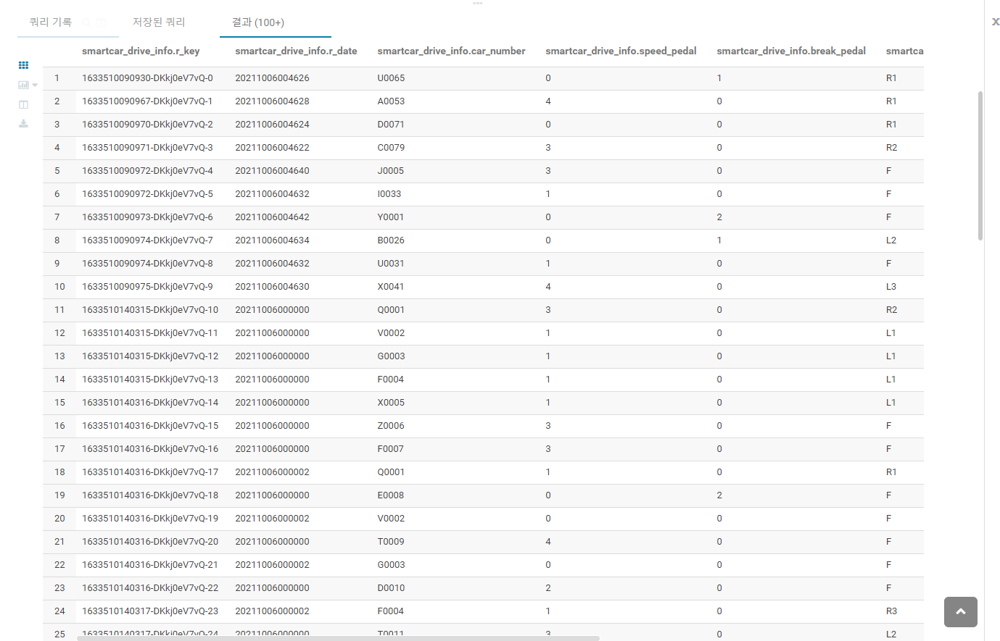 쿼리 기록 저장된 쿼리 결과 (100+)
x
smartcar_drive_info.r_key smartcar_drive_info.r_date smartcar_drive_info.car_number smartcar_drive_info.speed_pedal smartcar_drive_info.break_pedal smartca
1 1633510090930-DKkj0eV7vQ-0 20211006004626 U0065 0 1 R1
2 1633510090967-DKkj0eV7vQ-1 20211006004628 A0053 4 0 R1
3 1633510090970-DKkj0eV7vQ-2 20211006004624 D0071 0 0 R1
4 1633510090971-DKkj0eV7vQ-3 20211006004622 C0079 3 0 R2
5 1633510090972-DKkj0eV7vQ-4 20211006004640 J0005 3 0 F
6 1633510090972-DKkj0eV7vQ-5 20211006004632 I0033 1 0 F
7 1633510090973-DKkj0eV7vQ-6 20211006004642 Y0001 0 2 F
8 1633510090974-DKkj0eV7vQ-7 20211006004634 B0026 0 1 L2
9 1633510090974-DKkj0eV7vQ-8 20211006004632 U0031 1 0 F
10 1633510090975-DKkj0eV7vQ-9 20211006004630 X0041 4 0 L3
11 1633510140315-DKkj0eV7vQ-10 20211006000000 Q0001 3 0 R2
12 1633510140315-DKkj0eV7vQ-11 20211006000000 V0002 1 0 L1
13 1633510140315-DKkj0eV7vQ-12 20211006000000 G0003 1 0 L1
14 1633510140315-DKkj0eV7vQ-13 20211006000000 F0004 1 0 L1
15 1633510140316-DKkj0eV7vQ-14 20211006000000 X0005 1 0 L1
16 1633510140316-DKkj0eV7vQ-15 20211006000000 Z0006 3 0 F
17 1633510140316-DKkj0eV7vQ-16 20211006000000 F0007 3 0 F
18 1633510140316-DKkj0eV7vQ-17 20211006000002 Q0001 1 0 R1
19 1633510140316-DKkj0eV7vQ-18 20211006000000 E0008 0 2 F
20 1633510140316-DKkj0eV7vQ-19 20211006000002 V0002 0 0 F
21 1633510140316-DKkj0eV7vQ-20 20211006000000 T0009 4 0 F
22 1633510140316-DKkj0eV7vQ-21 20211006000002 G0003 0 0 F
23 1633510140316-DKkj0eV7vQ-22 20211006000000 D0010 2 0 F
24 1633510140317-DKkj0eV7vQ-23 20211006000002 F0004 1 0 R3
25 1633510140317-DKkj0eV7vQ-24 20211006000000 T0011 3 0 L2